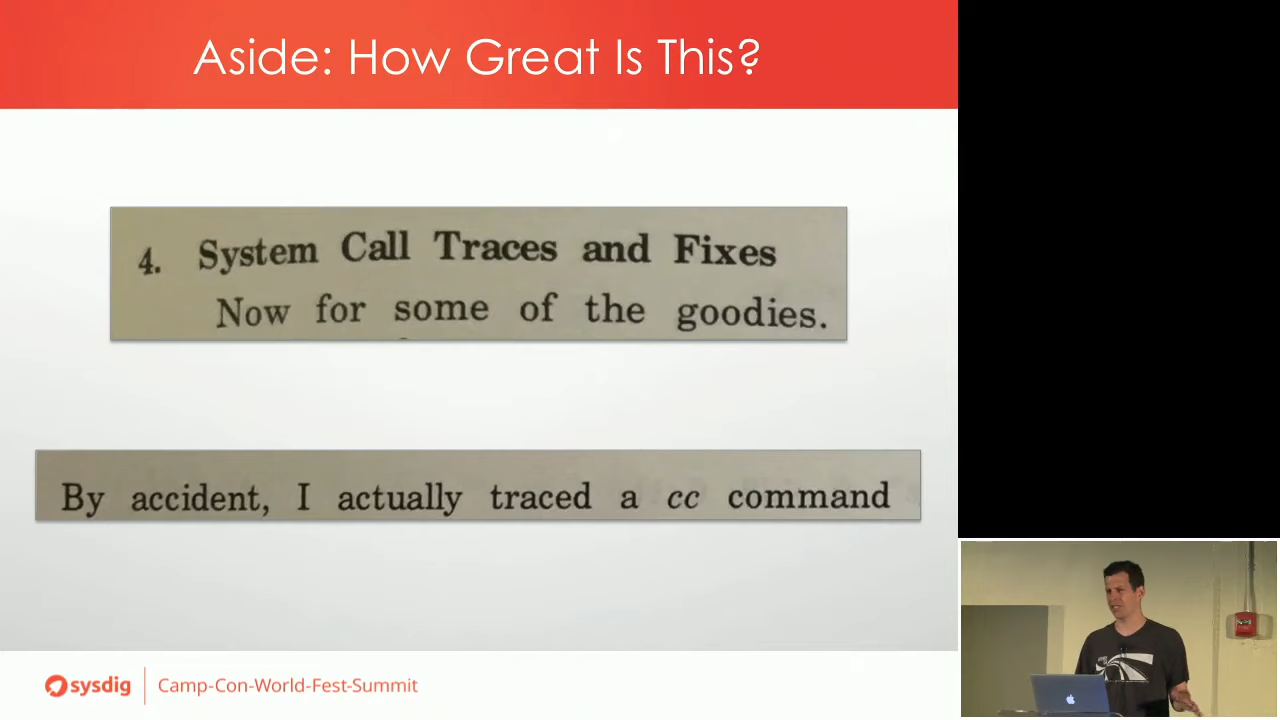 Aside: How Great Is This?
4. System Call Traces and Fixes
Now for some of the goodies.
By accident, I actually traced a cc command
sysdig
Camp-Con-World-Fest-Summit